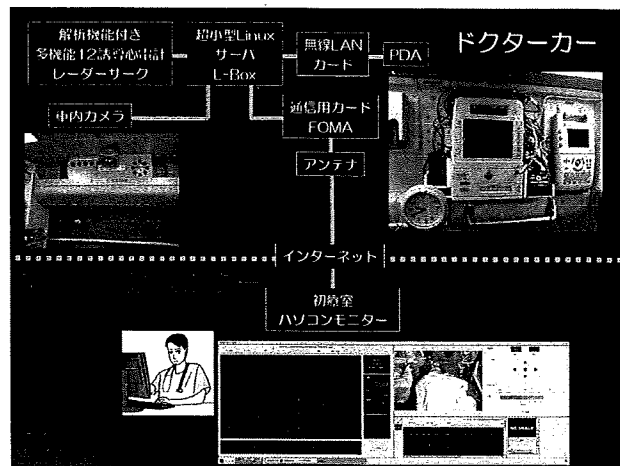 ドクターカー
解析機能付き
多機能12誘導心電計
レーダーサーク
超小型Linux
サーバ
L-Box
無線LAN
カード
PDA
車内カメラ
通信用カード
FOMA
アンテナ
インターネット
初療室
パソコンモニター